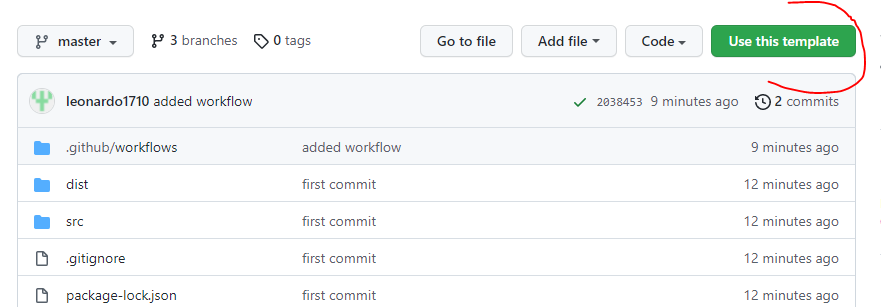 master 3 branches 0 tags Go to file Add file Code Use this template
leonardo1710 added workflow 2038453 9 minutes ago 2 commits
.github/workflows added workflow 9 minutes ago
dist first commit 12 minutes ago
src first commit 12 minutes ago
.gitignore first commit 12 minutes ago
package-lock.json first commit 12 minutes ago